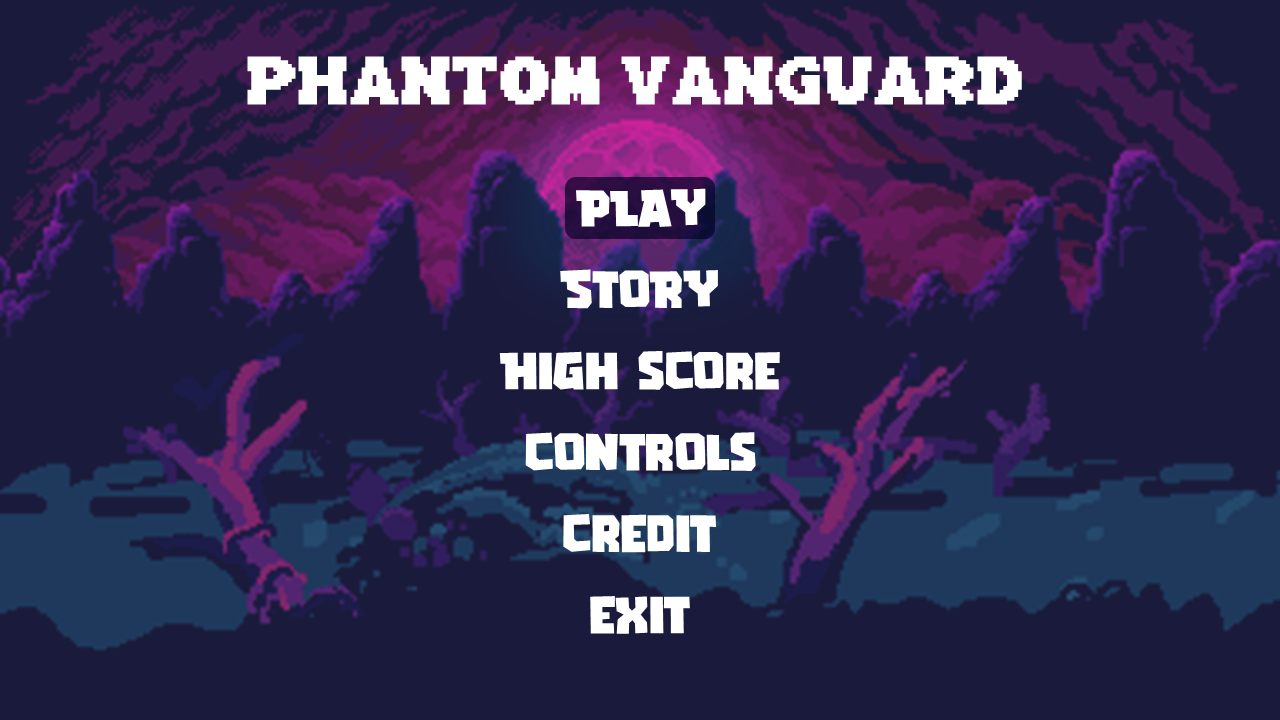 PHANTOM VANGUARD
PLAY
STORY
HIGH SCORE
CONTROLS
CREDIT
EXIT